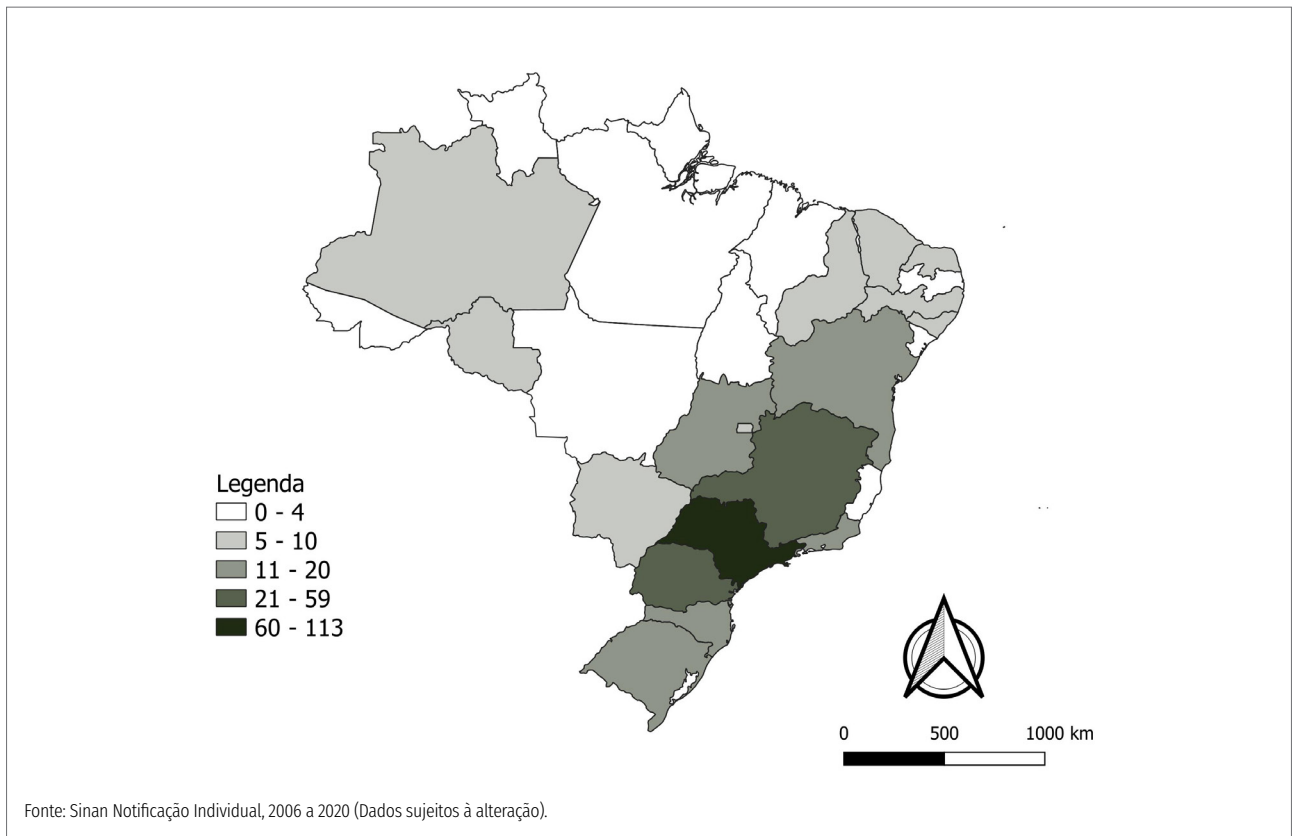 Legenda
0 - 4
5 - 10
11 - 20
21 - 59
60 - 113
0 500 1000 km
Fonte: Sinan Notificação Individual, 2006 a 2020 (Dados sujeitos à alteração).